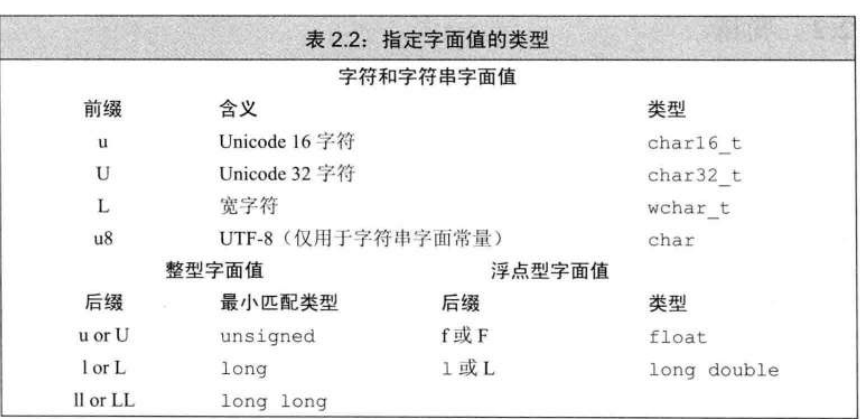 表 2.2：指定字面值的类型
字符和字符串字面值
前缀 含义 类型
u Unicode 16 字符 char16_t
U Unicode 32 字符 char32_t
L 宽字符 wchar_t
u8 UTF-8（仅用于字符串字面常量） char
整型字面值 浮点型字面值
后缀 最小匹配类型 后缀 类型
u or U unsigned f 或 F float
l or L long l 或 L long double
ll or LL long long